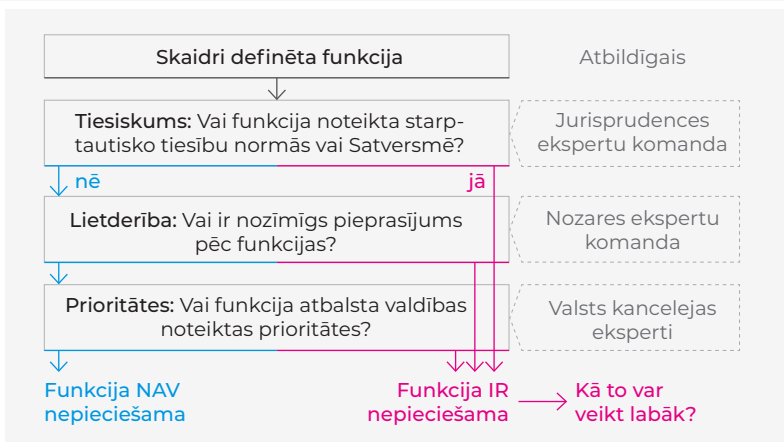 Skaidri definēta funkcija
Atbildīgais
Tiesiskums: Vai funkcija noteikta starp-
tautisko tiesību normās vai Satversmē?
Jurisprudences
ekspertu komanda
nē
jā
Lietderība: Vai ir nozīmīgs pieprasījums
pēc funkcijas?
Nozares ekspertu
komanda
Prioritātes: Vai funkcija atbalsta valdības
noteiktas prioritātes?
Valsts kancelejas
eksperti
Funkcija NAV
nepieciešama
Funkcija IR
nepieciešama
Kā to var
veikt labāk?